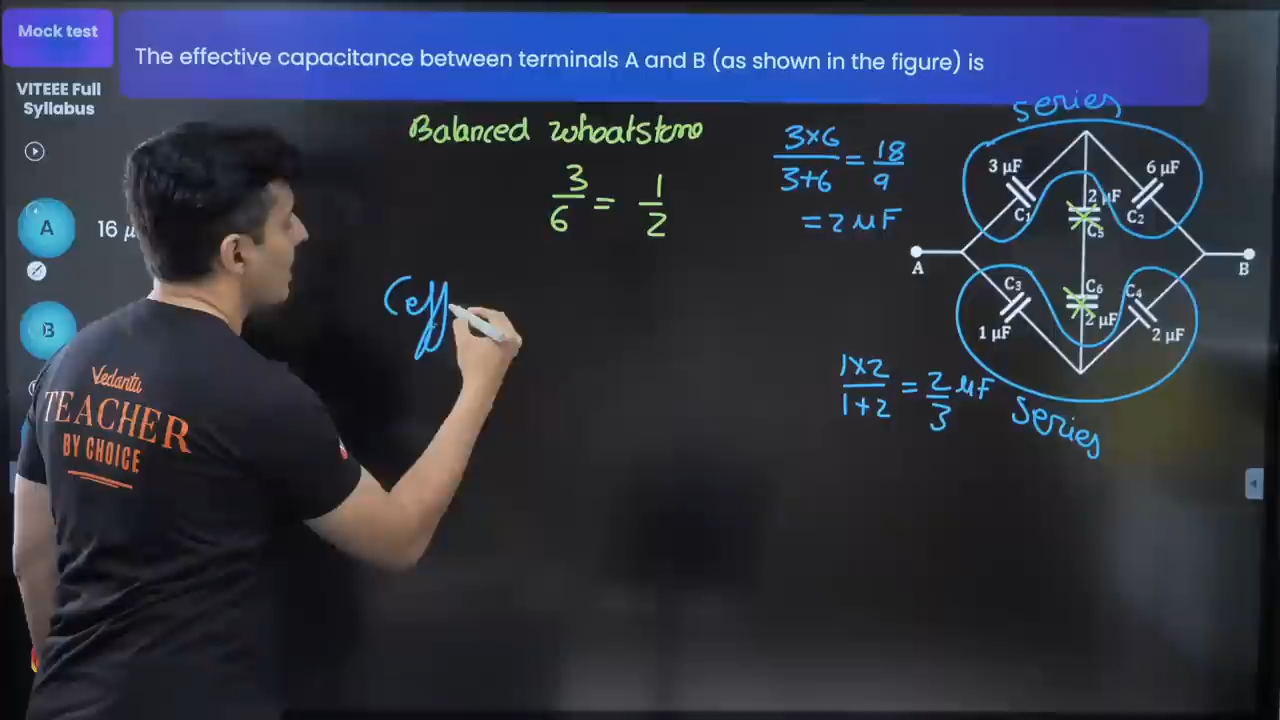 Mock test
The effective capacitance between terminals A and B (as shown in the figure) is
VITEEE Full
Syllabus
A
16
B
Balanced wheatstone
3/6 = 1/2
Ceff
3×6/3+6 = 18/9
= 2 μF
series
3 μF
6 μF
2 μF
C1
C2
C5
A
B
C3
C6
C4
1 μF
2 μF
2 μF
1×2/1+2 = 2/3 μF
series
Vedantu
TEACHER
BY CHOICE